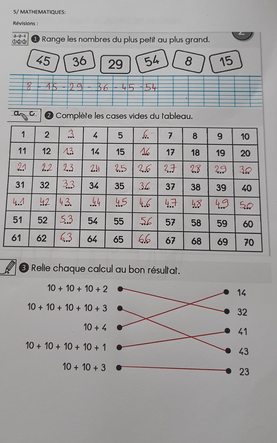 5/ MATHEMATIQUES:
Révisions :
1 Range les nombres du plus petit au plus grand.
45 36 29 54 8 15
8 - 15 - 29 - 36 - 45 - 54
2 Complète les cases vides du tableau.
1 2 3 4 5 6 7 8 9 10
11 12 13 14 15 16 17 18 19 20
21 22 23 24 25 26 27 28 29 30
31 32 33 34 35 36 37 38 39 40
41 42 43 44 45 46 47 48 49 50
51 52 53 54 55 56 57 58 59 60
61 62 63 64 65 66 67 68 69 70
3 Relie chaque calcul au bon résultat.
10 + 10 + 10 + 2 14
10 + 10 + 10 + 10 + 3 32
10 + 4 41
10 + 10 + 10 + 10 + 1 43
10 + 10 + 3 23